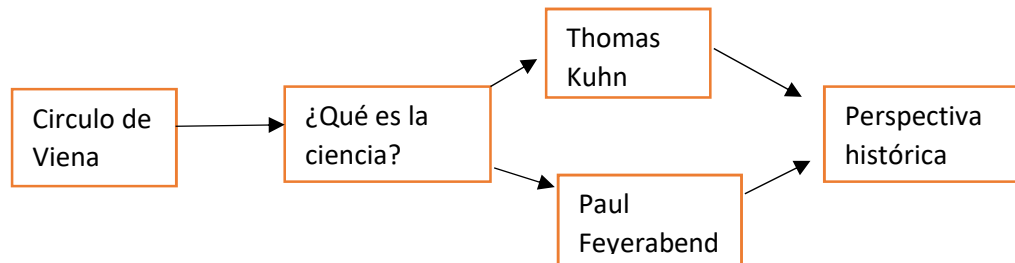 Circulo de
Viena
¿Qué es la
ciencia?
Thomas
Kuhn
Paul
Feyerabend
Perspectiva
histórica